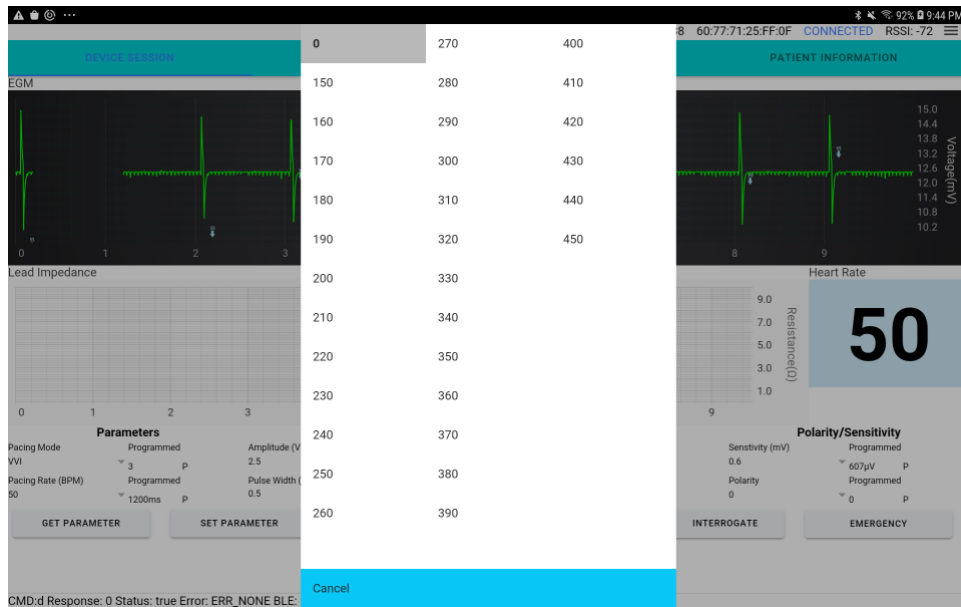 92% 9:44 PM
8 60:77:71:25:FF:0F CONNECTED RSSI: -72
DEVICE SESSION
PATIENT INFORMATION
EGM
15.0
14.4
13.8
13.2
12.6
12.0
11.4
10.8
10.2
Voltage(mV)
0 1 2 3 8 9
Lead Impedance
9.0
7.0
5.0
3.0
1.0
Resistance(Ω)
0 1 2 3 9
Heart Rate
50
0 270 400
150 280 410
160 290 420
170 300 430
180 310 440
190 320 450
200 330
210 340
220 350
230 360
240 370
250 380
260 390
Cancel
Parameters
Pacing Mode Programmed Amplitude (V
VVI 3 P 2.5
Pacing Rate (BPM) Programmed Pulse Width (
50 1200ms P 0.5
Polarity/Sensitivity
Senstivity (mV) Programmed
0.6 607µV P
Polarity Programmed
0 0 P
GET PARAMETER SET PARAMETER INTERROGATE EMERGENCY
CMD:d Response: 0 Status: true Error: ERR_NONE BLE: